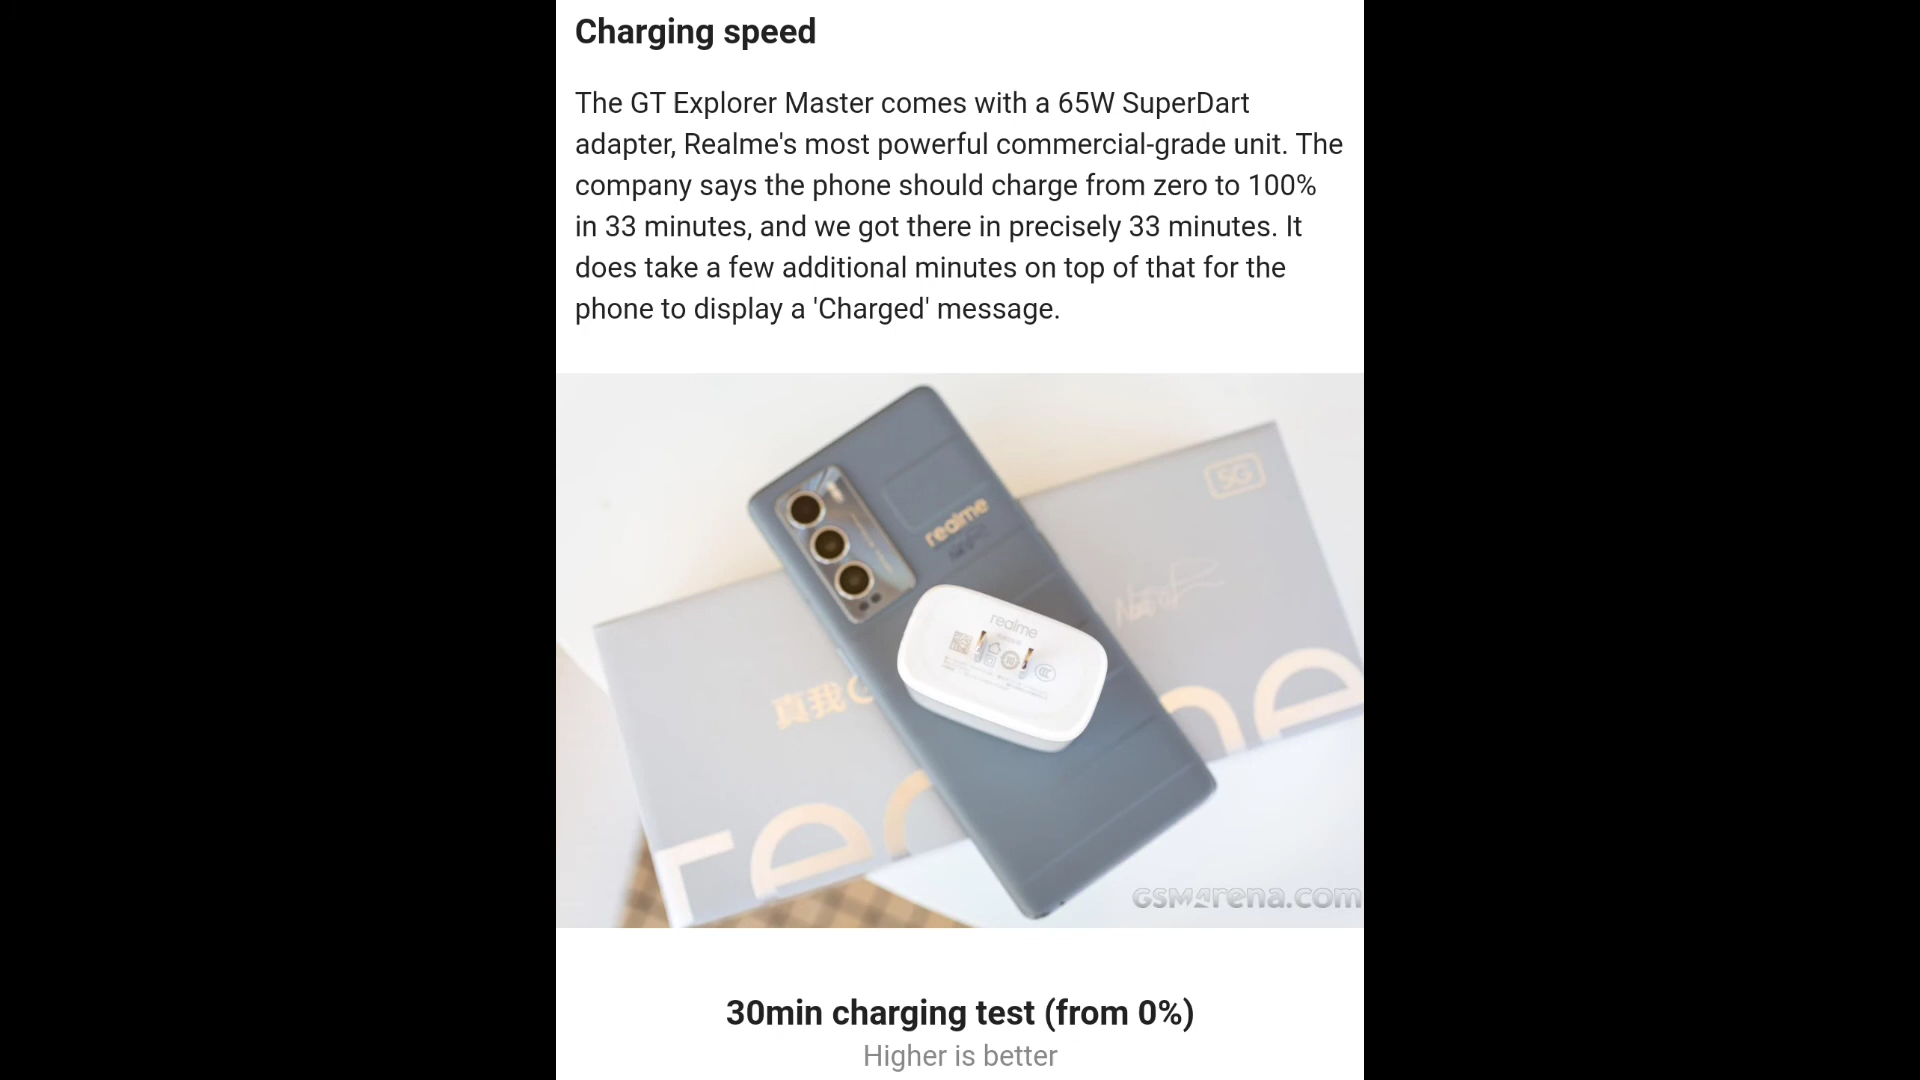 Charging speed
The GT Explorer Master comes with a 65W SuperDart
adapter, Realme's most powerful commercial-grade unit. The
company says the phone should charge from zero to 100%
in 33 minutes, and we got there in precisely 33 minutes. It
does take a few additional minutes on top of that for the
phone to display a 'Charged' message.
5G
realme
realme
真我G
GSMArena.com
30min charging test (from 0%)
Higher is better